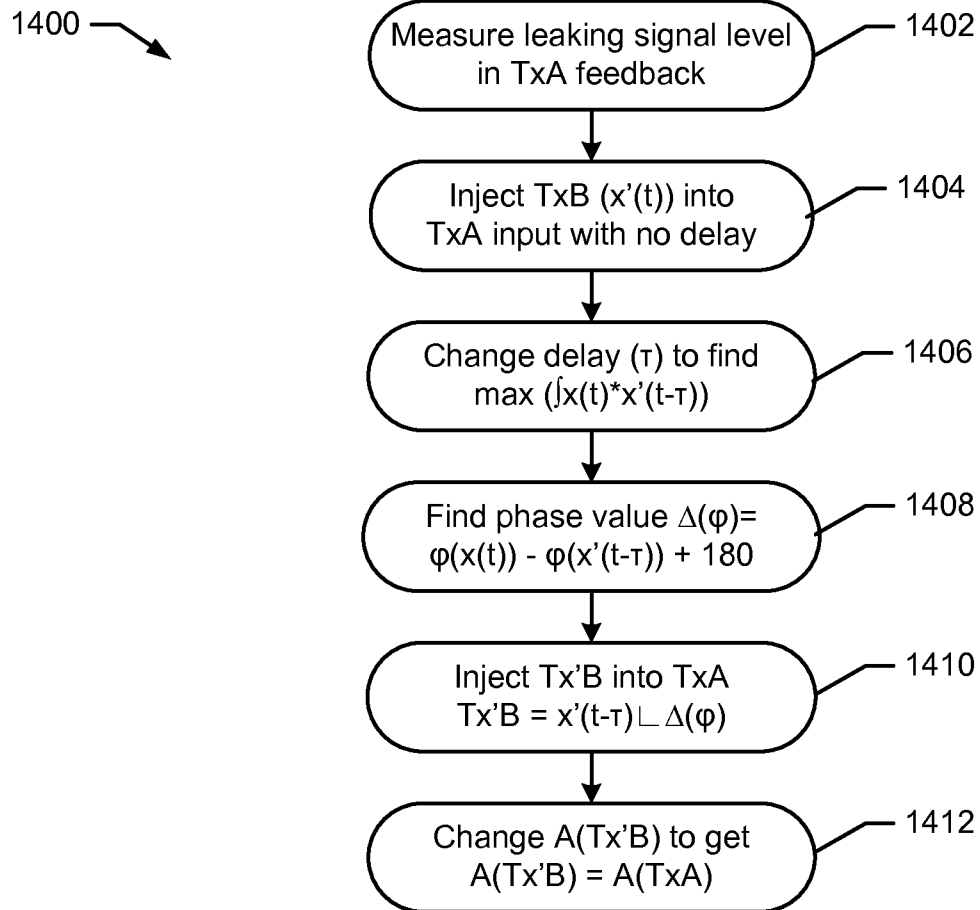 1400
Measure leaking signal level
in TxA feedback
1402
Inject TxB (x'(t)) into
TxA input with no delay
1404
Change delay (τ) to find
max (∫x(t)*x'(t-τ))
1406
Find phase value Δ(φ)=
φ(x(t)) - φ(x'(t-τ)) + 180
1408
Inject Tx'B into TxA
Tx'B = x'(t-τ)∟Δ(φ)
1410
Change A(Tx'B) to get
A(Tx'B) = A(TxA)
1412